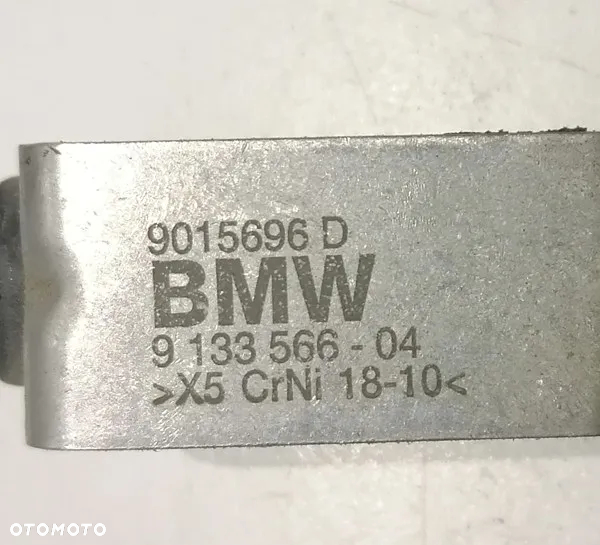 9015696 D
BMW
9 133 566 - 04
>X5 CrNi 18-10<
OTOMOTO